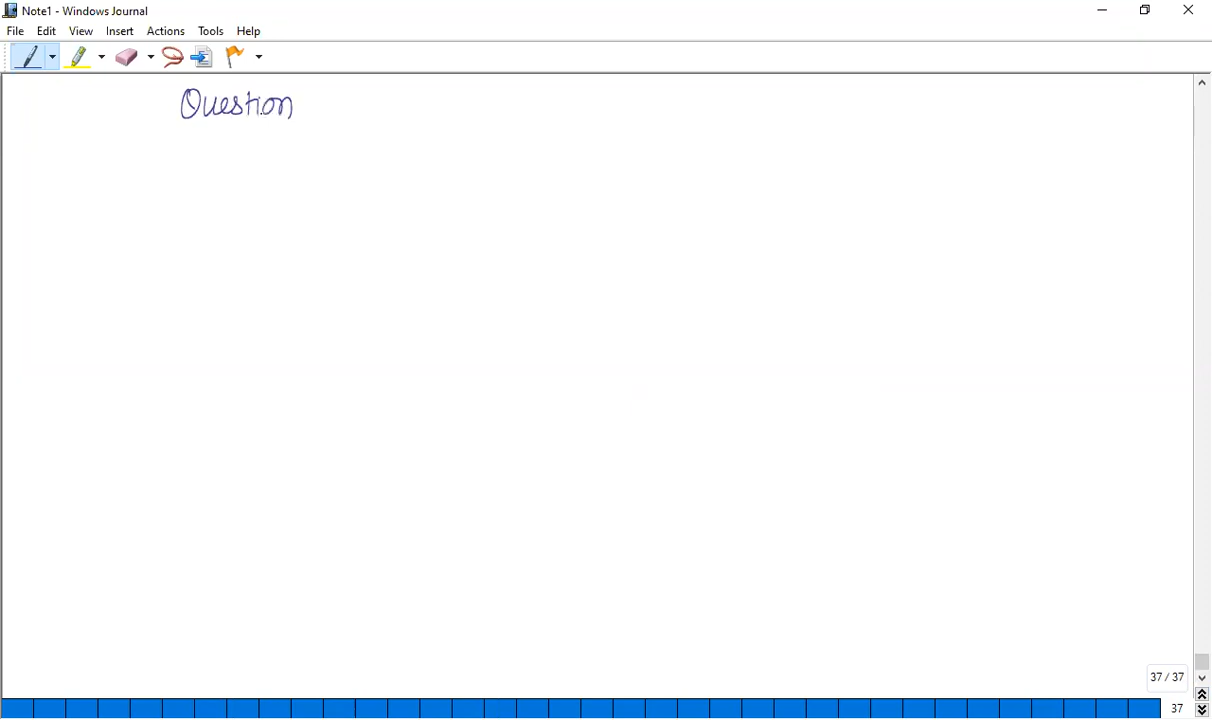 Note1 - Windows Journal
File Edit View Insert Actions Tools Help
Question
37 / 37
37